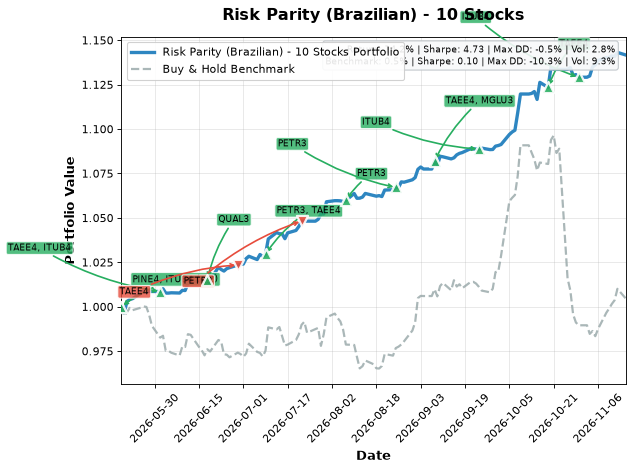 Risk Parity (Brazilian) - 10 Stocks
Risk Parity (Brazilian) - 10 Stocks Portfolio
Buy & Hold Benchmark
% | Sharpe: 4.73 | Max DD: -0.5% | Vol: 2.8%
| Sharpe: 0.10 | Max DD: -10.3% | Vol: 9.3%
TAEE4, MGLU3
ITUB4
PETR3
PETR3
PETR3, TAEE4
QUAL3
TAEE4, ITUB4
PINE4,
TAEE4
Portfolio Value
1.150
1.125
1.100
1.075
1.050
1.025
1.000
0.975
2026-05-30
2026-06-15
2026-07-01
2026-07-17
2026-08-02
2026-08-18
2026-09-03
2026-09-19
2026-10-05
2026-10-21
2026-11-06
Date